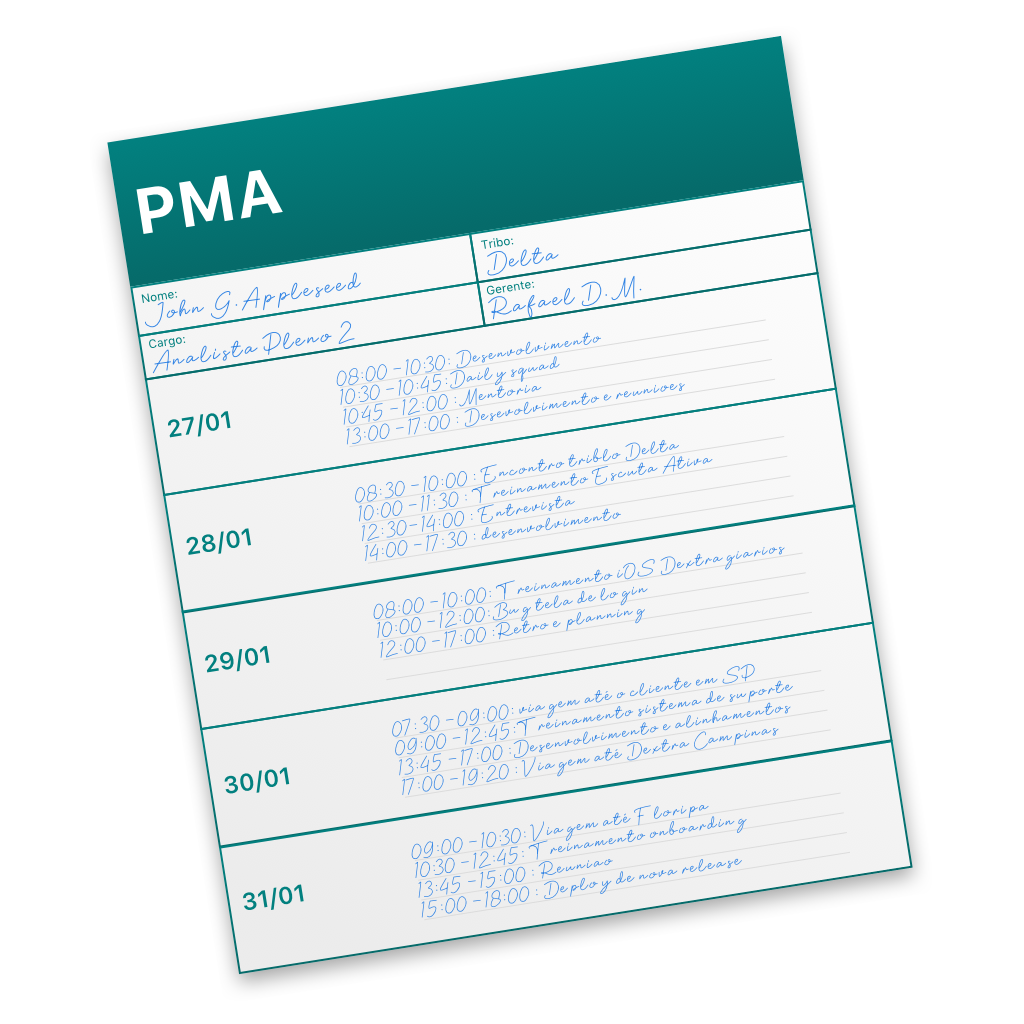 PMA
Nome:
John G. Appleseed
Tribo:
Delta
Cargo:
Analista Pleno 2
Gerente:
Rafael D. M.
27/01
08:00 - 10:30: Desenvolvimento
10:30 - 10:45: Daily squad
1045 - 12:00 : Mentoria
13:00 - 17:00 : Desevolvimento e reunioes
28/01
08:30 - 10:00 : Encontro triblo Delta
10:00 - 11:30 : Treinamento Escuta Ativa
12:30 - 14:00 : Entrevista
14:00 - 17:30 : desenvolvimento
29/01
08:00 - 10:00: Treinamento iOS Dextra giarios
10:00 - 12:00: Bug tela de login
12:00 - 17:00 : Retro e planning
30/01
07:30 - 09:00: viagem até o cliente em SP
09:00 - 12:45: Treinamento sistema de suporte
13:45 - 17:00 : Desenvolvimento e alinhamentos
17:00 - 19:20 : Viagem até Dextra Campinas
31/01
09:00 - 10:30: Viagem até Floripa
10:30 - 12:45: Treinamento onboarding
13:45 - 15:00 : Reuniao
15:00 - 18:00 : Deploy de nova release